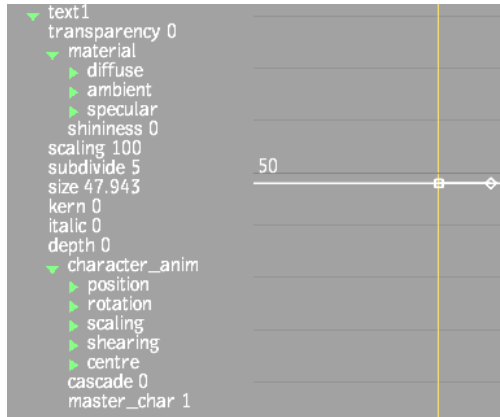 text1
transparency 0
material
diffuse
ambient
specular
shininess 0
scaling 100
subdivide 5
50
size 47.943
kern 0
italic 0
depth 0
character_anim
position
rotation
scaling
shearing
centre
cascade 0
master_char 1